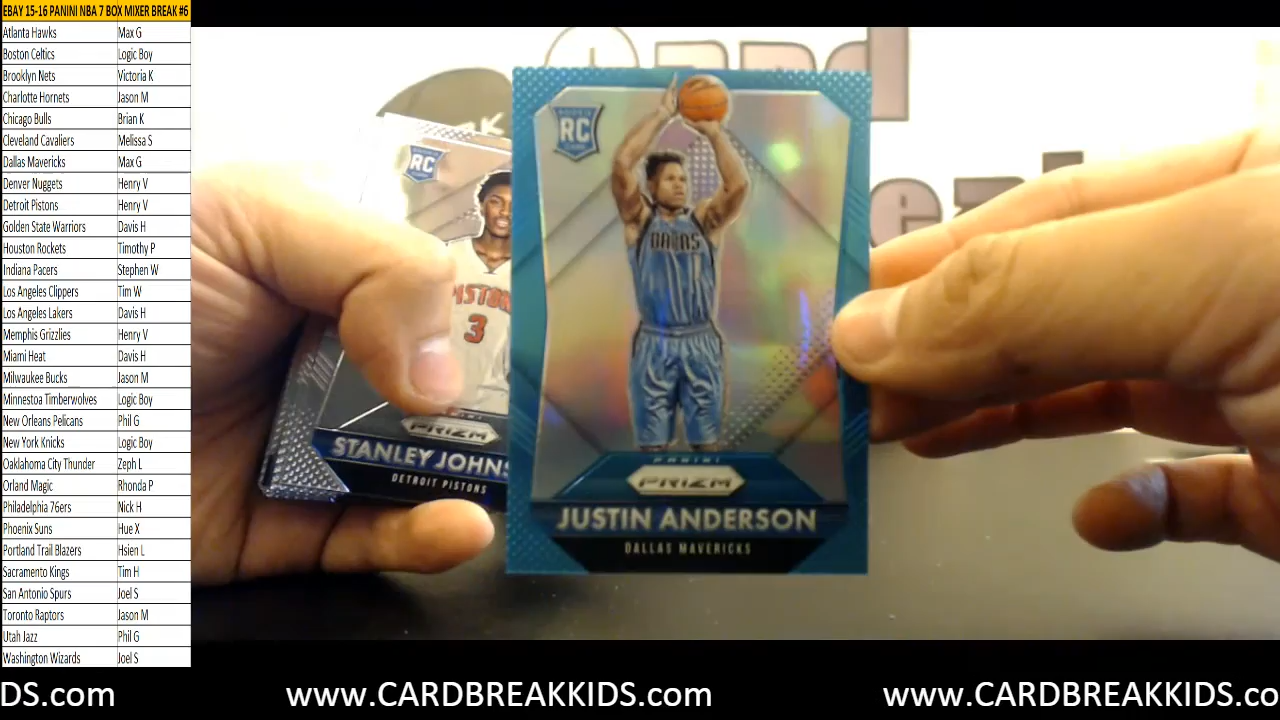 EBAY 15-16 PANINI NBA 7 BOX MIXER BREAK #6
Atlanta Hawks Max G
Boston Celtics Logic Boy
Brooklyn Nets Victoria K
Charlotte Hornets Jason M
Chicago Bulls Brian K
Cleveland Cavaliers Melissa S
Dallas Mavericks Max G
Denver Nuggets Henry V
Detroit Pistons Henry V
Golden State Warriors Davis H
Houston Rockets Timothy P
Indiana Pacers Stephen W
Los Angeles Clippers Tim W
Los Angeles Lakers Davis H
Memphis Grizzlies Henry V
Miami Heat Davis H
Milwaukee Bucks Jason M
Minnestoa Timberwolves Logic Boy
New Orleans Pelicans Phil G
New York Knicks Logic Boy
Oaklahoma City Thunder Zeph L
Orland Magic Rhonda P
Philadelphia 76ers Nick H
Phoenix Suns Hue X
Portland Trail Blazers Hsien L
Sacramento Kings Tim H
San Antonio Spurs Joel S
Toronto Raptors Jason M
Utah Jazz Phil G
Washington Wizards Joel S
RC
PISTON
3
PRIZM
STANLEY JOHNS
DETROIT PISTONS
ROOKIE
RC
CARD
PANINI
PRIZM
JUSTIN ANDERSON
DALLAS MAVERICKS
DS.com www.CARDBREAKKIDS.com www.CARDBREAKKIDS.co